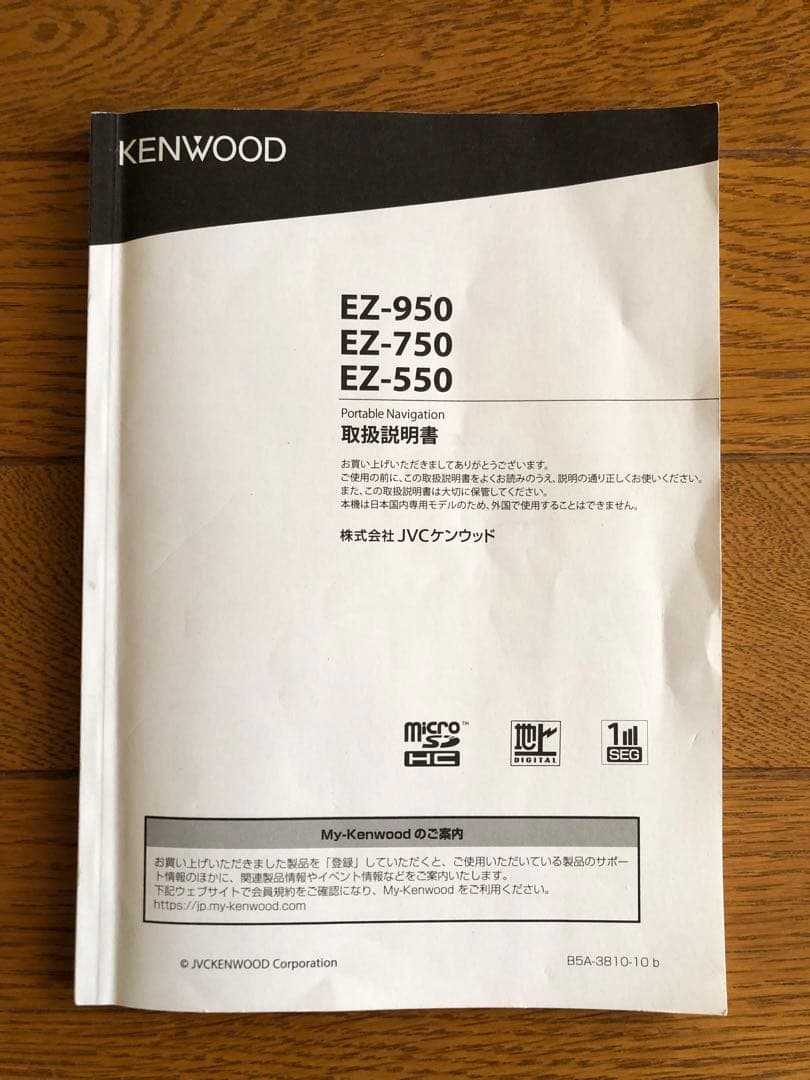 KENWOOD
EZ-950
EZ-750
EZ-550
Portable Navigation
取扱説明書
お買い上げいただきましてありがとうございます。
ご使用の前に、この取扱説明書をよくお読みのうえ、説明の通り正しくお使いください。
また、この取扱説明書は大切に保管してください。
本機は日本国内専用モデルのため、外国で使用することはできません。
株式会社 JVCケンウッド
micro SD HC ™
地上 DIGITAL
1 SEG
My-Kenwood のご案内
お買い上げいただきました製品を「登録」していただくと、ご使用いただいている製品のサポー
ト情報のほかに、関連製品情報やイベント情報などをご案内いたします。
下記ウェブサイトで会員規約をご確認になり、My-Kenwood をご利用ください。
https://jp.my-kenwood.com
© JVCKENWOOD Corporation
B5A-3810-10 b